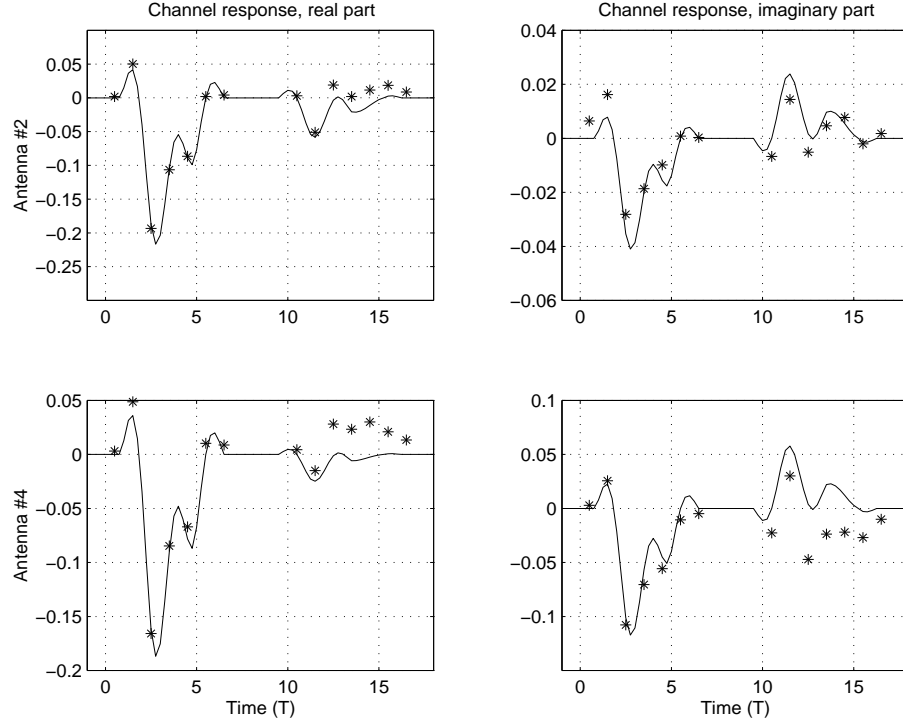 Channel response, real part
Channel response, imaginary part
0.05
0
−0.05
−0.1
−0.15
−0.2
−0.25
Antenna #2
0 5 10 15
0.04
0.02
0
−0.02
−0.04
−0.06
0 5 10 15
0.05
0
−0.05
−0.1
−0.15
−0.2
Antenna #4
0 5 10 15
Time (T)
0.1
0.05
0
−0.05
−0.1
0 5 10 15
Time (T)